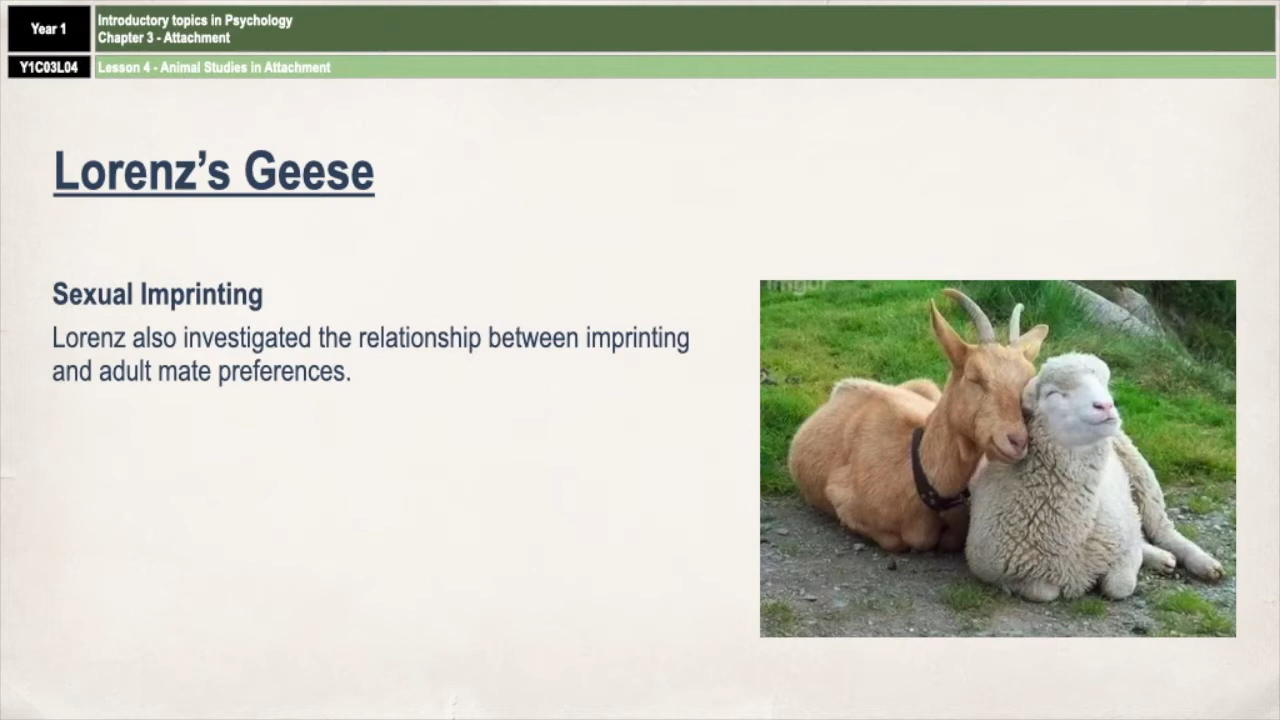 Year 1
Introductory topics in Psychology
Chapter 3 - Attachment
Y1C03L04
Lesson 4 - Animal Studies in Attachment
Lorenz’s Geese
Sexual Imprinting
Lorenz also investigated the relationship between imprinting
and adult mate preferences.